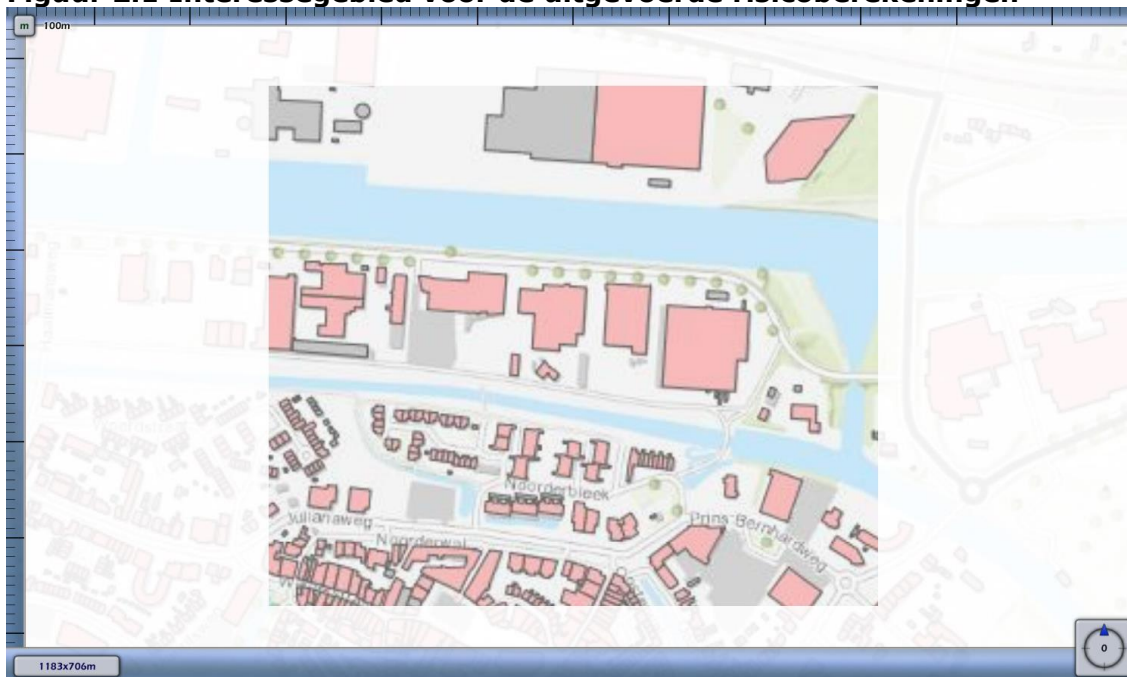 Figuur 2.1 Interessegebied voor de uitgevoerde risicoberekeningen
m
100m
Noorderbleek
Julianaweg
Prins Bernhardweg
Noorderwal
1183x706m
0